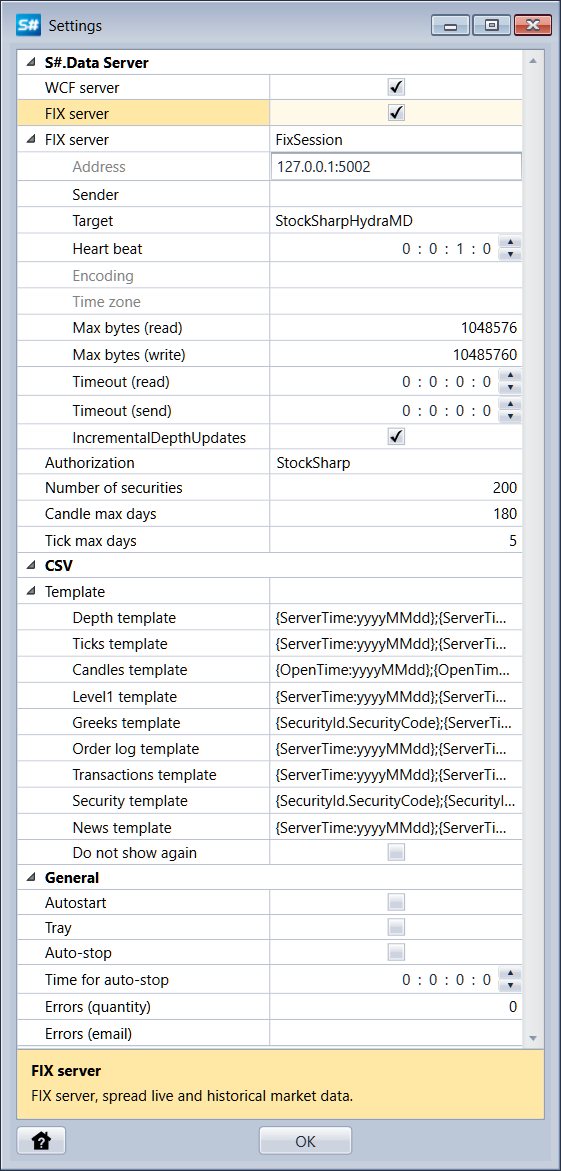 S# Settings
S#.Data Server
WCF server
FIX server
FIX server FixSession
Address 127.0.0.1:5002
Sender
Target StockSharpHydraMD
Heart beat 0 : 0 : 1 : 0
Encoding
Time zone
Max bytes (read) 1048576
Max bytes (write) 10485760
Timeout (read) 0 : 0 : 0 : 0
Timeout (send) 0 : 0 : 0 : 0
IncrementalDepthUpdates
Authorization StockSharp
Number of securities 200
Candle max days 180
Tick max days 5
CSV
Template
Depth template {ServerTime:yyyyMMdd};{ServerTi...
Ticks template {ServerTime:yyyyMMdd};{ServerTi...
Candles template {OpenTime:yyyyMMdd};{OpenTim...
Level1 template {ServerTime:yyyyMMdd};{ServerTi...
Greeks template {SecurityId.SecurityCode};{ServerTi...
Order log template {ServerTime:yyyyMMdd};{ServerTi...
Transactions template {ServerTime:yyyyMMdd};{ServerTi...
Security template {SecurityId.SecurityCode};{SecurityI...
News template {ServerTime:yyyyMMdd};{ServerTi...
Do not show again
General
Autostart
Tray
Auto-stop
Time for auto-stop 0 : 0 : 0 : 0
Errors (quantity) 0
Errors (email)
FIX server
FIX server, spread live and historical market data.
? OK